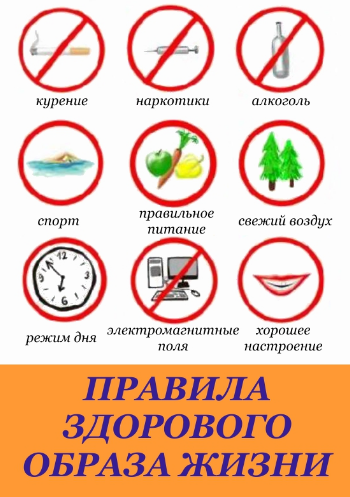 курение
наркотики
алкоголь
спорт
правильное
питание
свежий воздух
режим дня
электромагнитные
поля
хорошее
настроение
ПРАВИЛА
ЗДОРОВОГО
ОБРАЗА ЖИЗНИ